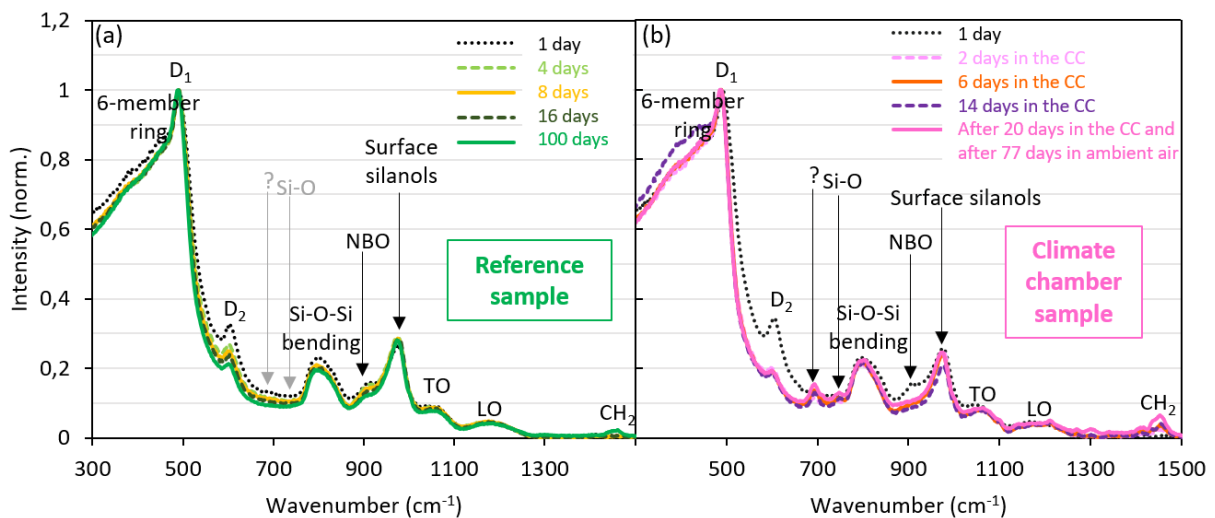 1,2
(a)
1 day
4 days
8 days
16 days
100 days
D1
1
6-member
ring
0,8
Surface
silanols
? Si-O
0,6
NBO
Reference
sample
0,4
D2
Si-O-Si
bending
0,2
TO
LO
CH2
0
300
500
700
900
1100
1300
Wavenumber (cm-1)
Intensity (norm.)
(b)
1 day
2 days in the CC
6 days in the CC
14 days in the CC
After 20 days in the CC and
after 77 days in ambient air
D1
6-member
ring
? Si-O
Surface silanols
NBO
Climate
chamber
sample
D2
Si-O-Si
bending
TO
LO
CH2
500
700
900
1100
1300
1500
Wavenumber (cm-1)